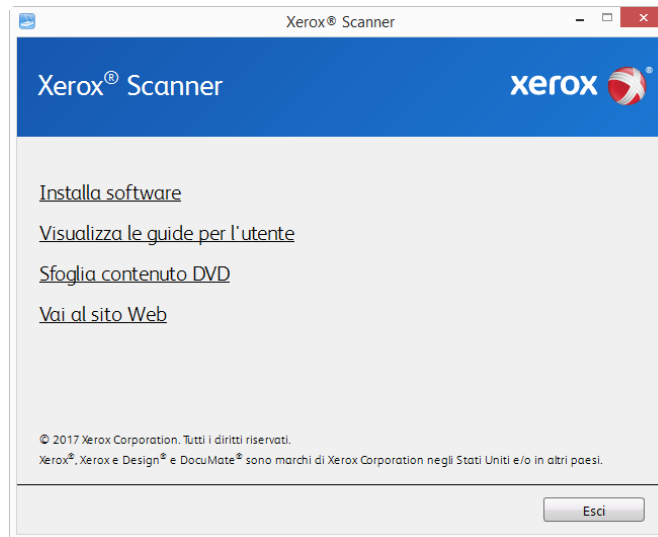 Xerox® Scanner
Xerox® Scanner
xerox ®
Installa software
Visualizza le guide per l'utente
Sfoglia contenuto DVD
Vai al sito Web
© 2017 Xerox Corporation. Tutti i diritti riservati.
Xerox®, Xerox e Design® e DocuMate® sono marchi di Xerox Corporation negli Stati Uniti e/o in altri paesi.
Esci